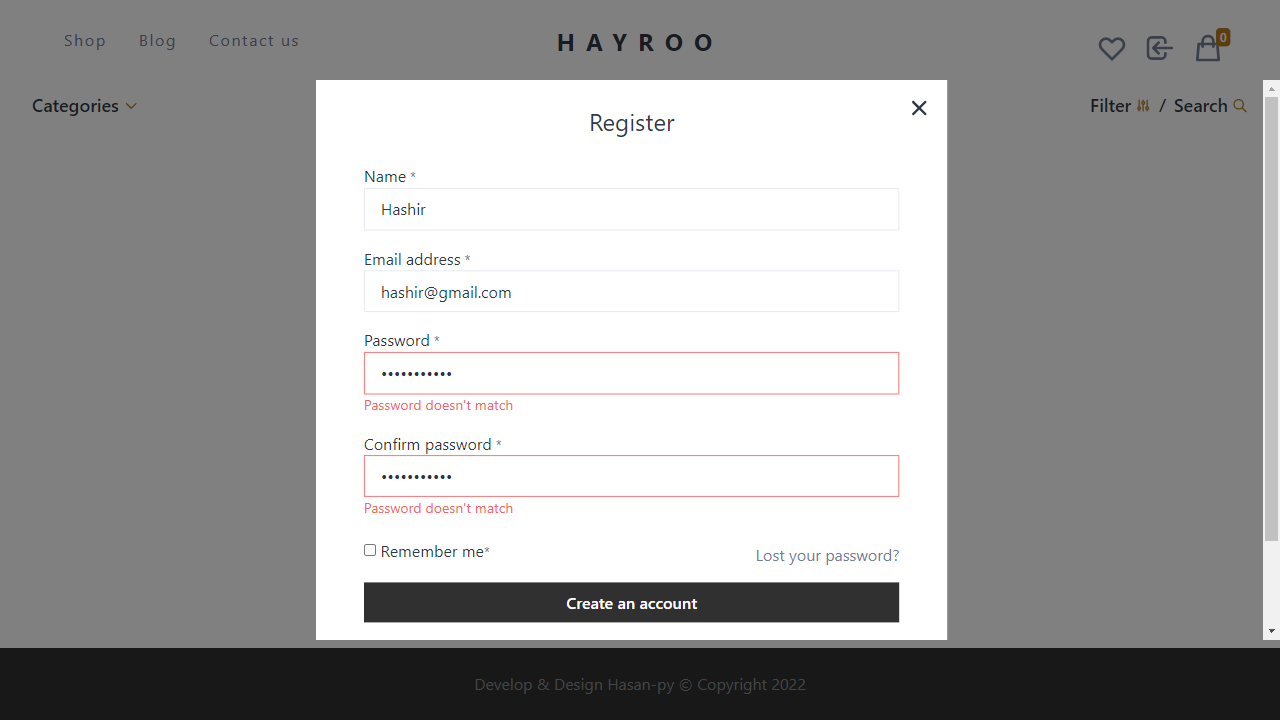 Shop Blog Contact us HAYROO 0
Categories Filter / Search
Register
Name *
Hashir
Email address *
hashir@gmail.com
Password *
•••••••••••
Password doesn't match
Confirm password *
•••••••••••
Password doesn't match
Remember me* Lost your password?
Create an account
Develop & Design Hasan-py © Copyright 2022